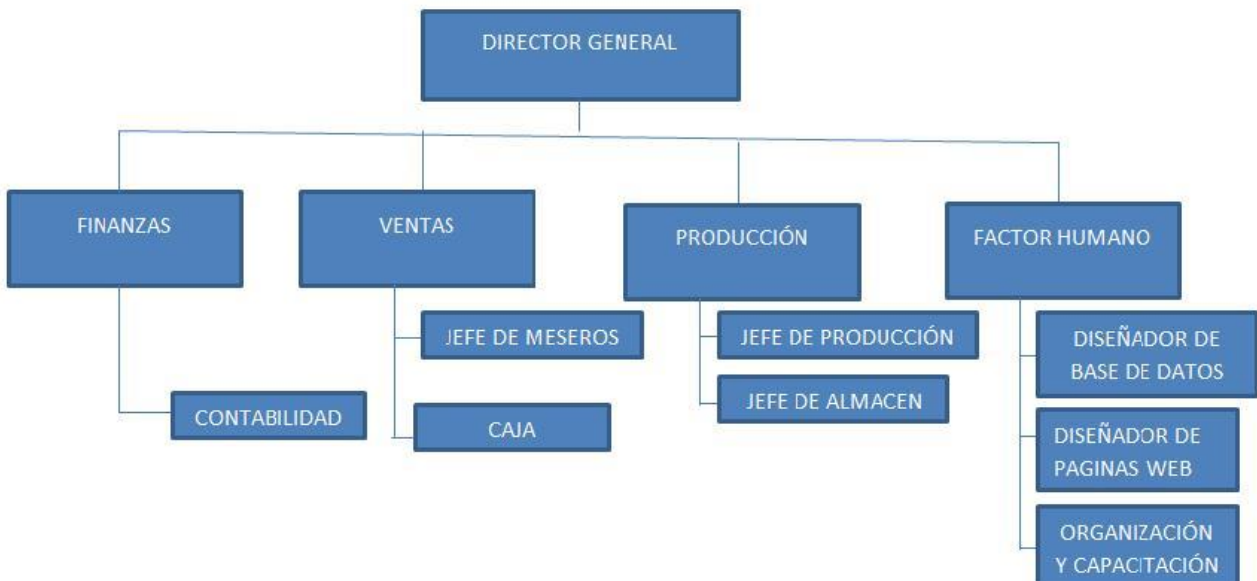 DIRECTOR GENERAL
FINANZAS
VENTAS
PRODUCCIÓN
FACTOR HUMANO
CONTABILIDAD
JEFE DE MESEROS
CAJA
JEFE DE PRODUCCIÓN
JEFE DE ALMACEN
DISEÑADOR DE
BASE DE DATOS
DISEÑADOR DE
PAGINAS WEB
ORGANIZACIÓN
Y CAPACITACIÓN